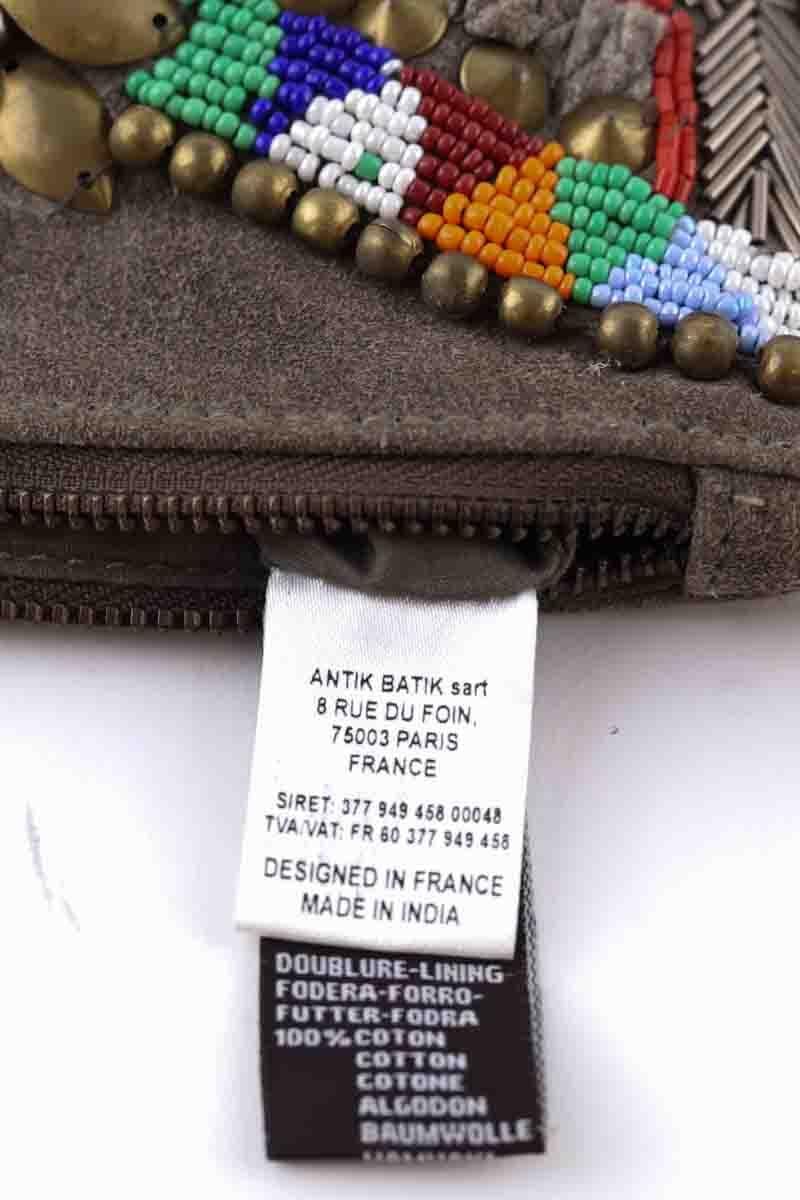 ANTIK BATIK sart
8 RUE DU FOIN,
75003 PARIS
FRANCE
SIRET: 377 949 458 00048
TVA/VAT: FR 60 377 949 458
DESIGNED IN FRANCE
MADE IN INDIA
DOUBLURE-LINING
FODERA-FORRO-
FUTTER-FODRA
100% COTON
COTTON
COTONE
ALGODON
BAUMWOLLE